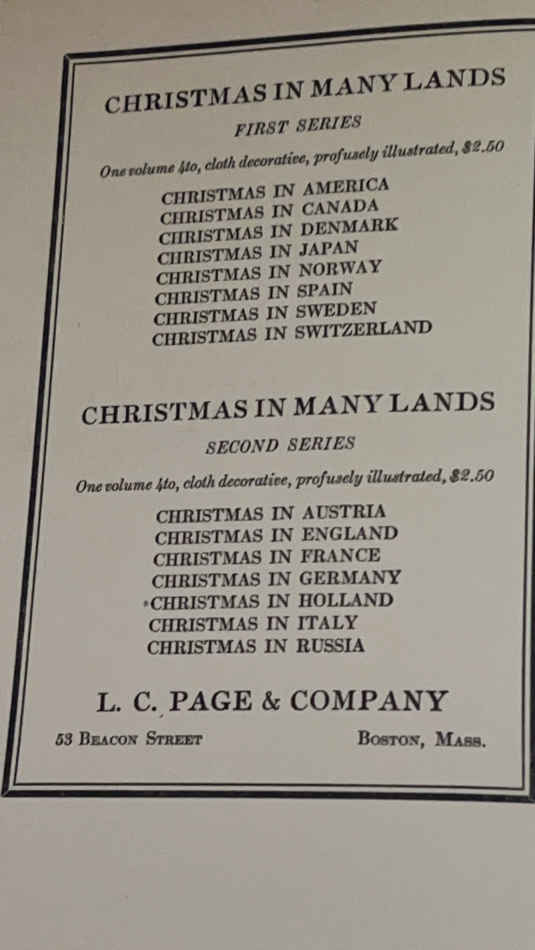 CHRISTMAS IN MANY LANDS
FIRST SERIES
One volume 4to, cloth decorative, profusely illustrated, $2.50
CHRISTMAS IN AMERICA
CHRISTMAS IN CANADA
CHRISTMAS IN DENMARK
CHRISTMAS IN JAPAN
CHRISTMAS IN NORWAY
CHRISTMAS IN SPAIN
CHRISTMAS IN SWEDEN
CHRISTMAS IN SWITZERLAND
CHRISTMAS IN MANY LANDS
SECOND SERIES
One volume 4to, cloth decorative, profusely illustrated, $2.50
CHRISTMAS IN AUSTRIA
CHRISTMAS IN ENGLAND
CHRISTMAS IN FRANCE
CHRISTMAS IN GERMANY
*CHRISTMAS IN HOLLAND
CHRISTMAS IN ITALY
CHRISTMAS IN RUSSIA
L. C. PAGE & COMPANY
53 BEACON STREET BOSTON, MASS.